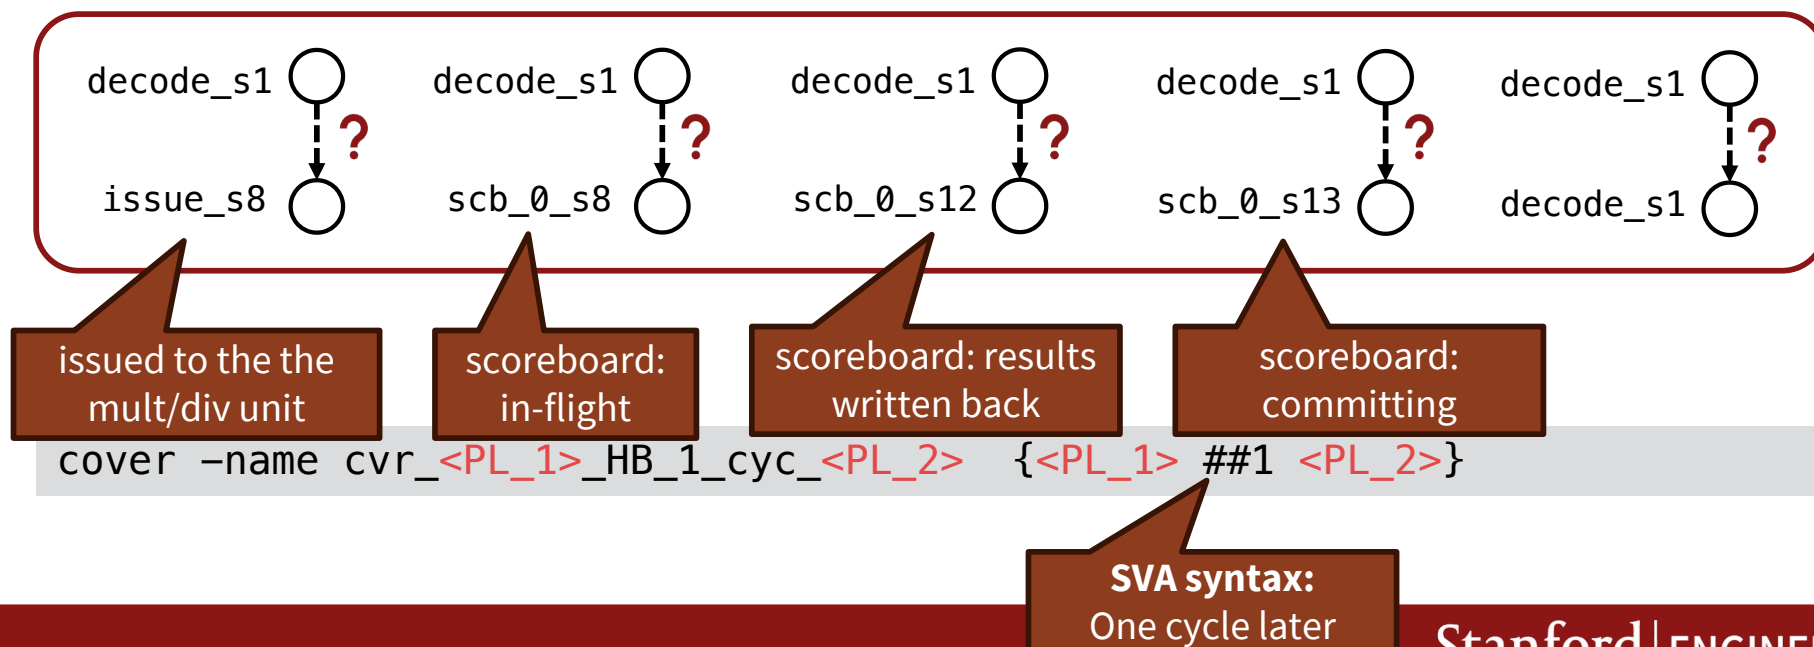 decode_s1 decode_s1 decode_s1 decode_s1 decode_s1
? ? ? ? ?
issue_s8 scb_0_s8 scb_0_s12 scb_0_s13 decode_s1
issued to the the
mult/div unit
scoreboard:
in-flight
scoreboard: results
written back
scoreboard:
committing
cover –name cvr_<PL_1>_HB_1_cyc_<PL_2> {<PL_1> ##1 <PL_2>}
SVA syntax:
One cycle later
Stanford